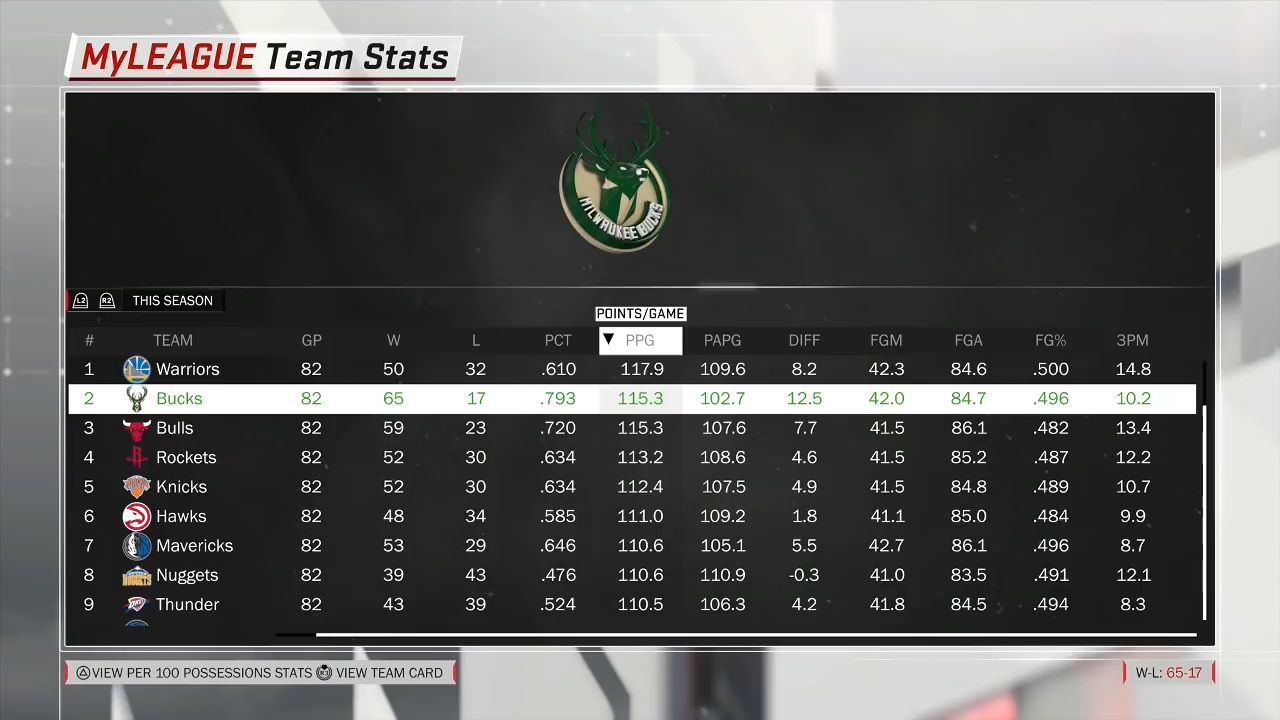 MyLEAGUE Team Stats
MILWAUKEE BUCKS
L2 R2 THIS SEASON
POINTS/GAME
# TEAM GP W L PCT PPG PAPG DIFF FGM FGA FG% 3PM
1 Warriors 82 50 32 .610 117.9 109.6 8.2 42.3 84.6 .500 14.8
2 Bucks 82 65 17 .793 115.3 102.7 12.5 42.0 84.7 .496 10.2
3 Bulls 82 59 23 .720 115.3 107.6 7.7 41.5 86.1 .482 13.4
4 Rockets 82 52 30 .634 113.2 108.6 4.6 41.5 85.2 .487 12.2
5 Knicks 82 52 30 .634 112.4 107.5 4.9 41.5 84.8 .489 10.7
6 Hawks 82 48 34 .585 111.0 109.2 1.8 41.1 85.0 .484 9.9
7 Mavericks 82 53 29 .646 110.6 105.1 5.5 42.7 86.1 .496 8.7
8 Nuggets 82 39 43 .476 110.6 110.9 -0.3 41.0 83.5 .491 12.1
9 Thunder 82 43 39 .524 110.5 106.3 4.2 41.8 84.5 .494 8.3
VIEW PER 100 POSSESSIONS STATS R3 VIEW TEAM CARD
W-L: 65-17